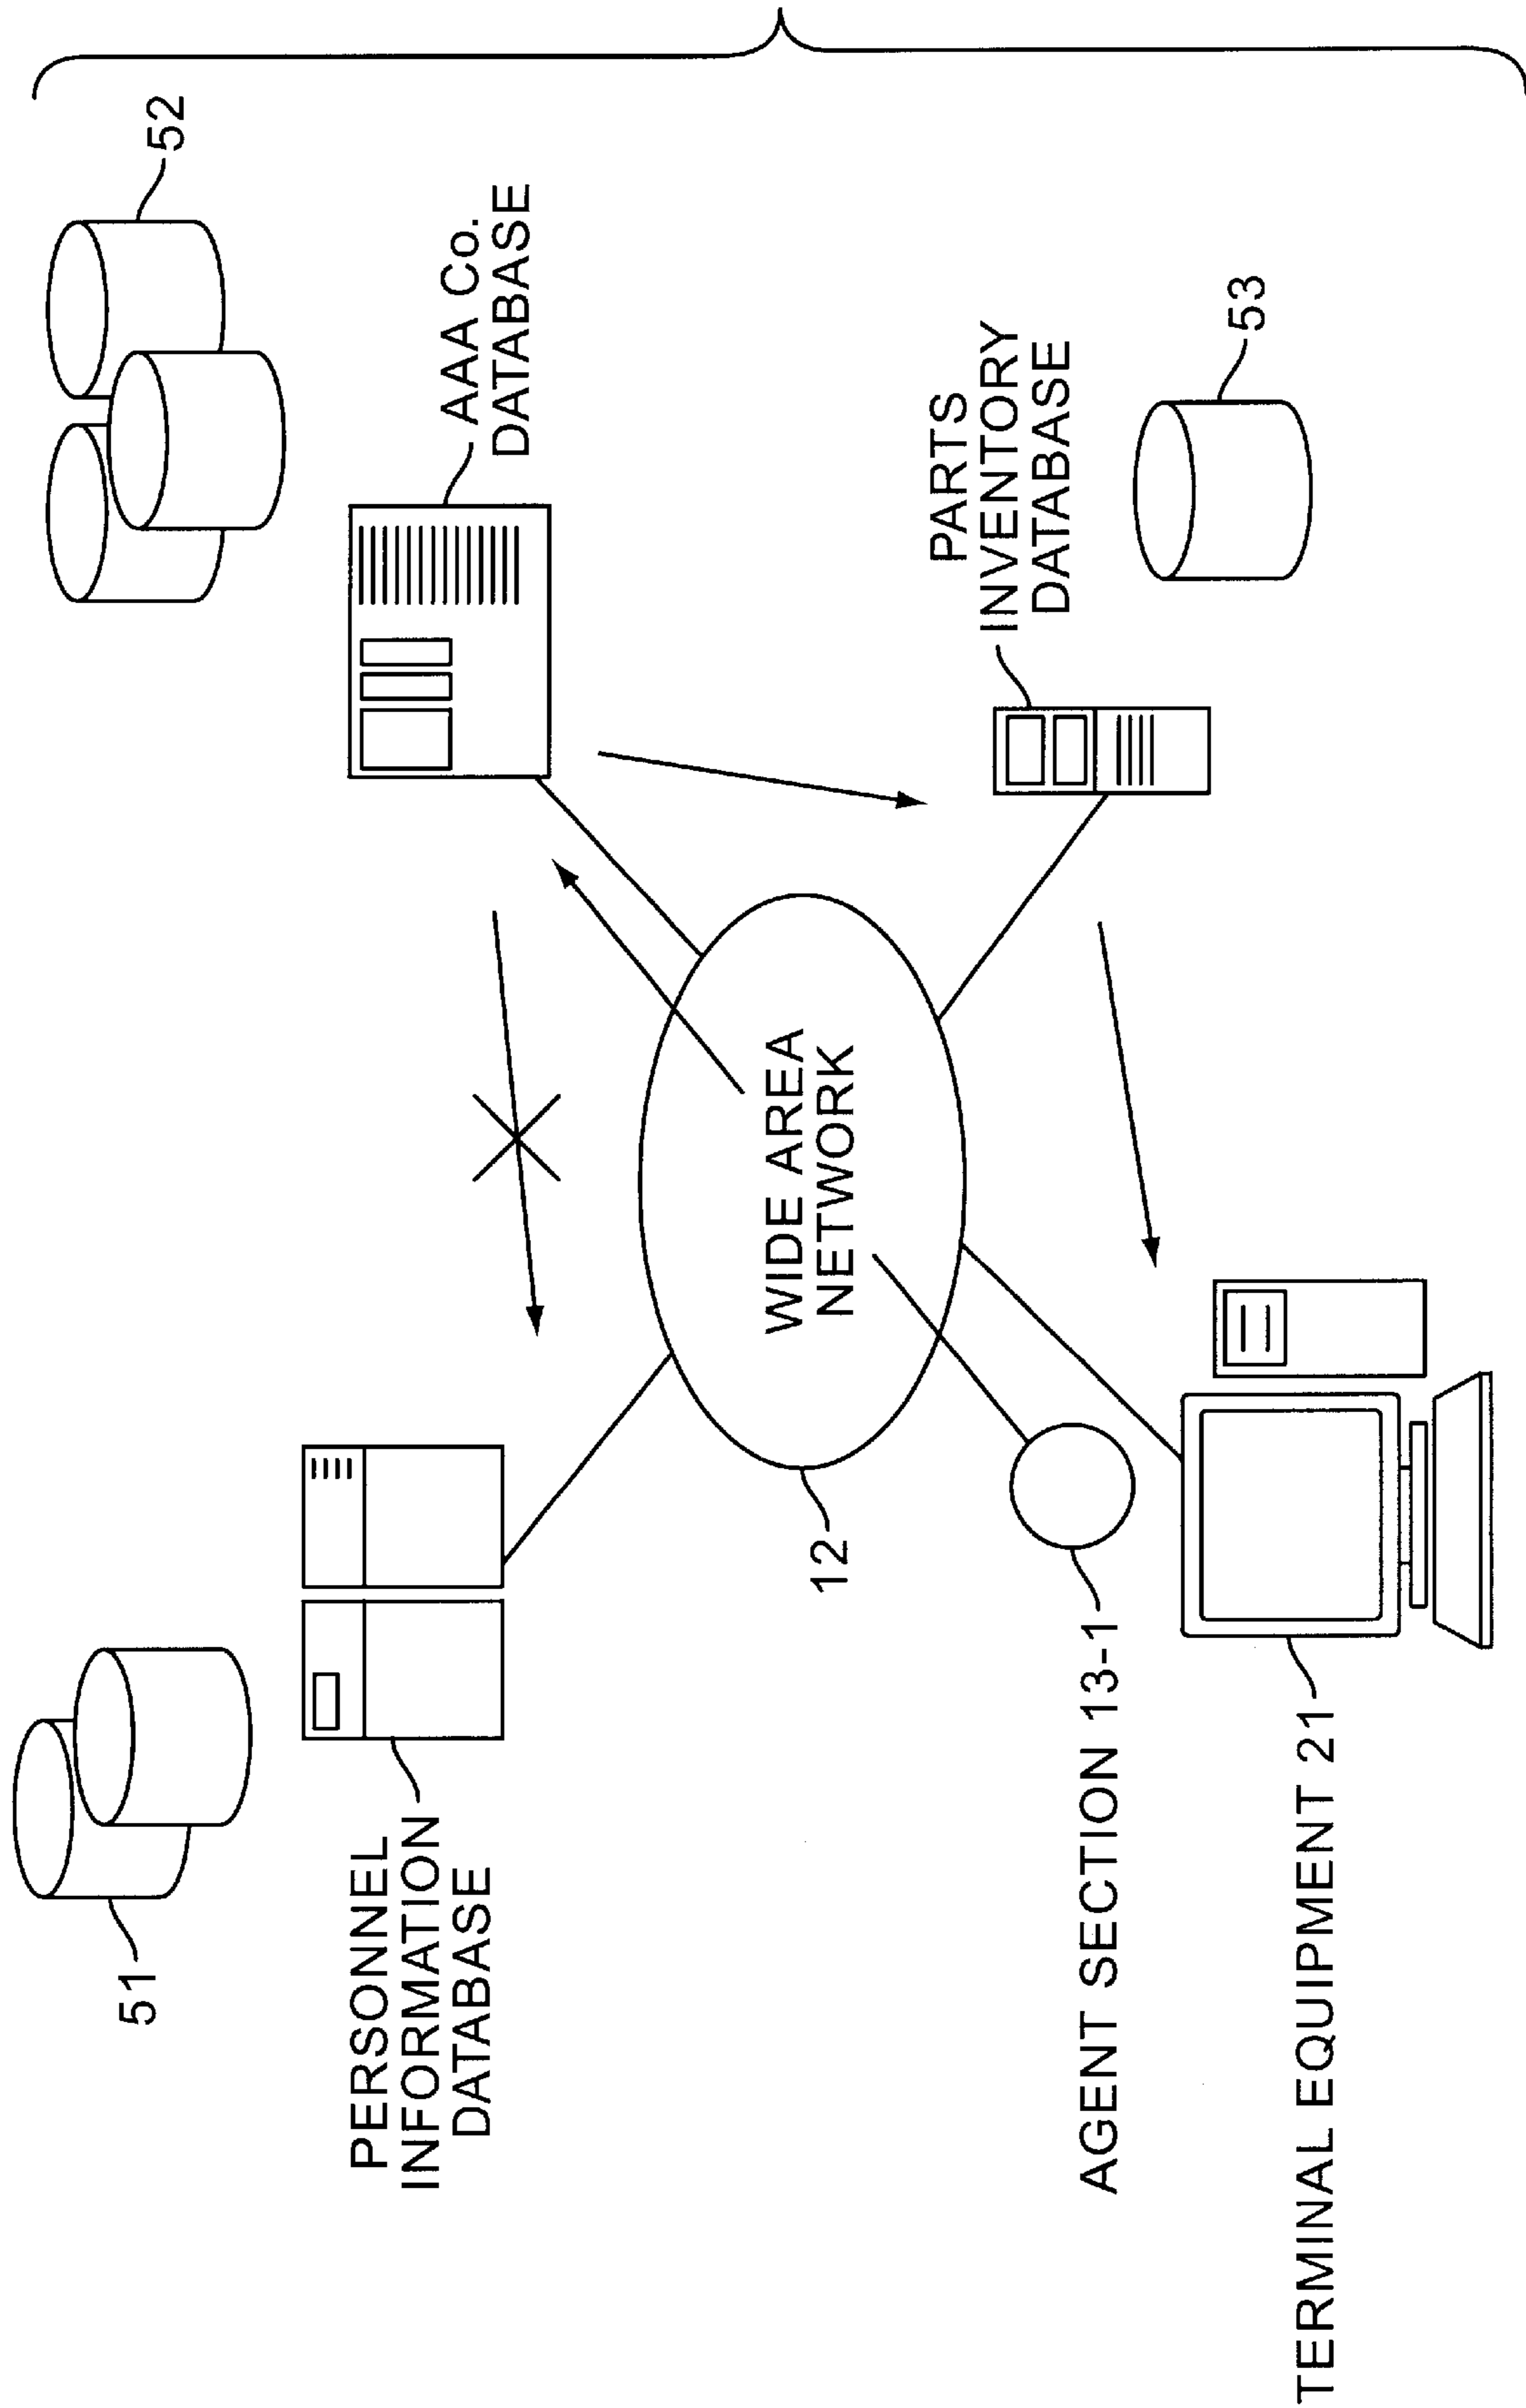 51
52
PERSONNEL
INFORMATION
DATABASE
AAA Co.
DATABASE
WIDE AREA
NETWORK
12
PARTS
INVENTORY
DATABASE
53
AGENT SECTION 13-1
TERMINAL EQUIPMENT 21